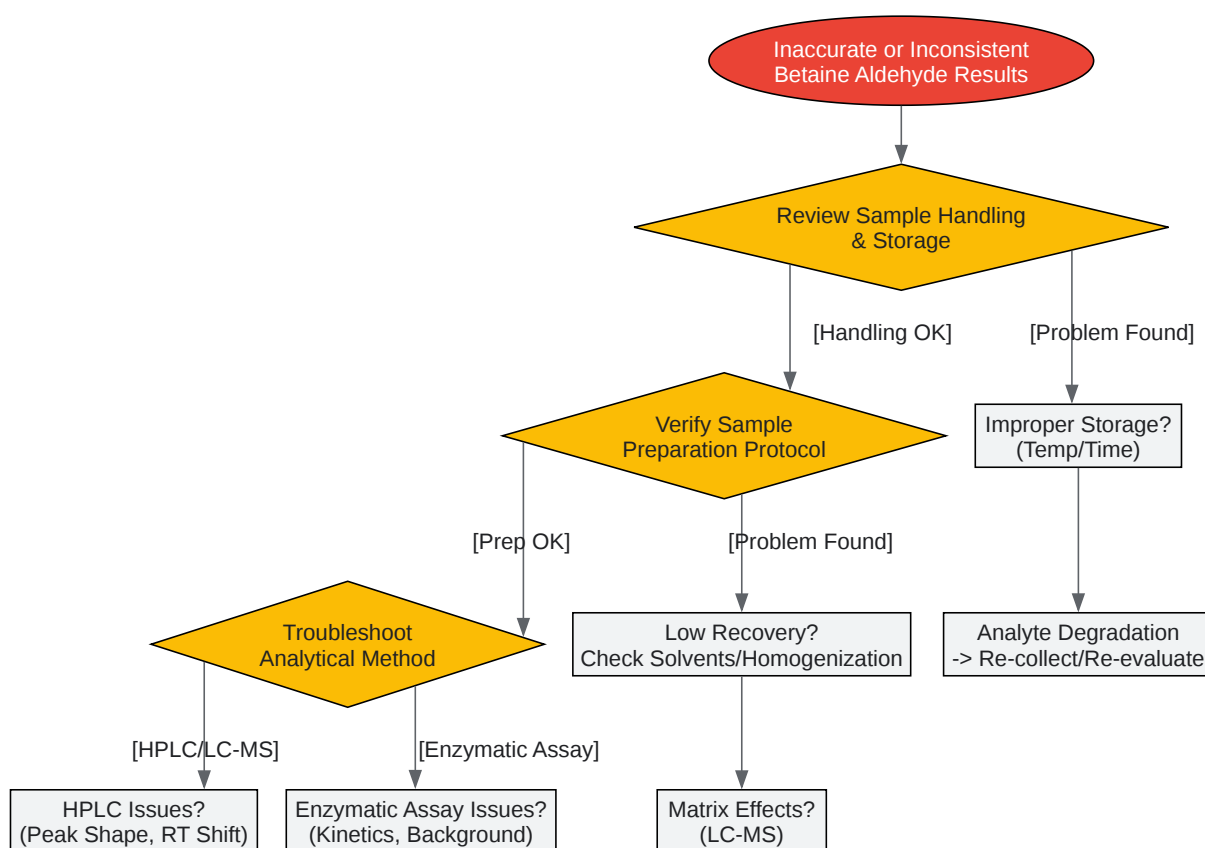 Inaccurate or Inconsistent
Betaine Aldehyde Results
Review Sample Handling
& Storage
[Handling OK]
[Problem Found]
Verify Sample
Preparation Protocol
Improper Storage?
(Temp/Time)
[Prep OK]
[Problem Found]
Troubleshoot
Analytical Method
Low Recovery?
Check Solvents/Homogenization
Analyte Degradation
-> Re-collect/Re-evaluate
[HPLC/LC-MS]
[Enzymatic Assay]
HPLC Issues?
(Peak Shape, RT Shift)
Enzymatic Assay Issues?
(Kinetics, Background)
Matrix Effects?
(LC-MS)